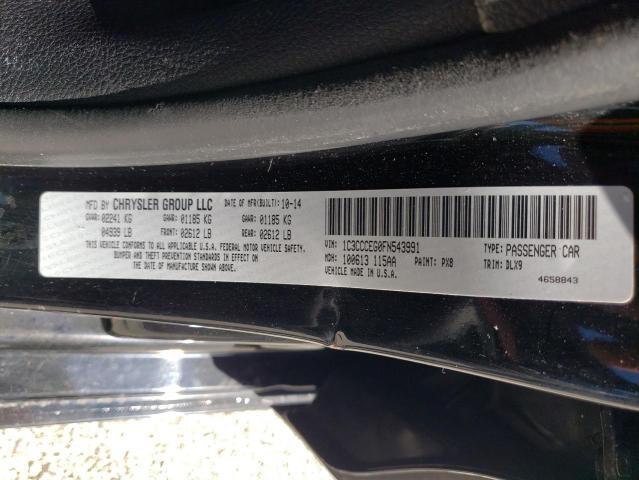 MFD BY CHRYSLER GROUP LLC DATE OF MFR(BUILT): 10-14
GVWR: 02241 KG GAWR: 01185 KG GAWR: 01185 KG
04939 LB FRONT: 02612 LB REAR: 02612 LB
THIS VEHICLE CONFORMS TO ALL APPLICABLE U.S.A. FEDERAL MOTOR VEHICLE SAFETY,
BUMPER AND THEFT PREVENTION STANDARDS IN EFFECT ON
THE DATE OF MANUFACTURE SHOWN ABOVE.
VIN: 1C3CCCEG0FN543991 TYPE: PASSENGER CAR
MDH: 100613 115AA PAINT: PX8 TRIM: DLX9
VEHICLE MADE IN U.S.A.
4658843